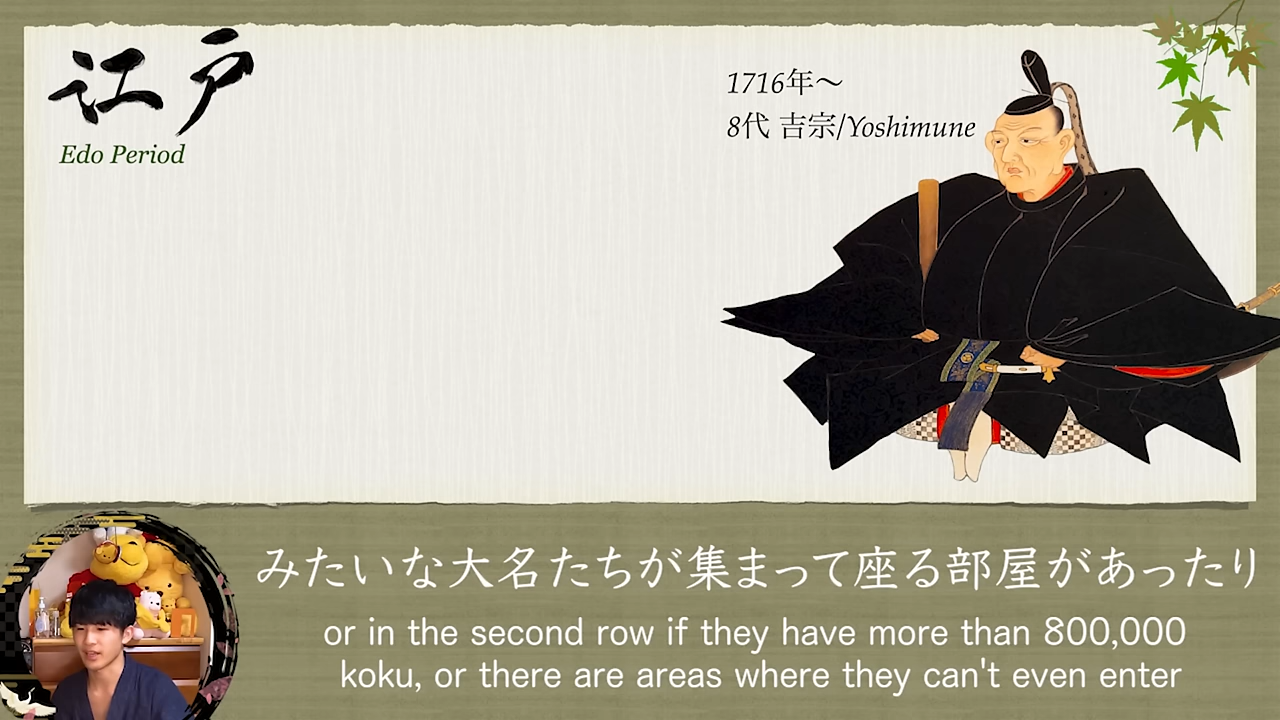 江戸
Edo Period
1716年〜
8代 吉宗/Yoshimune
みたいな大名たちが集まって座る部屋があったり
or in the second row if they have more than 800,000
koku, or there are areas where they can't even enter